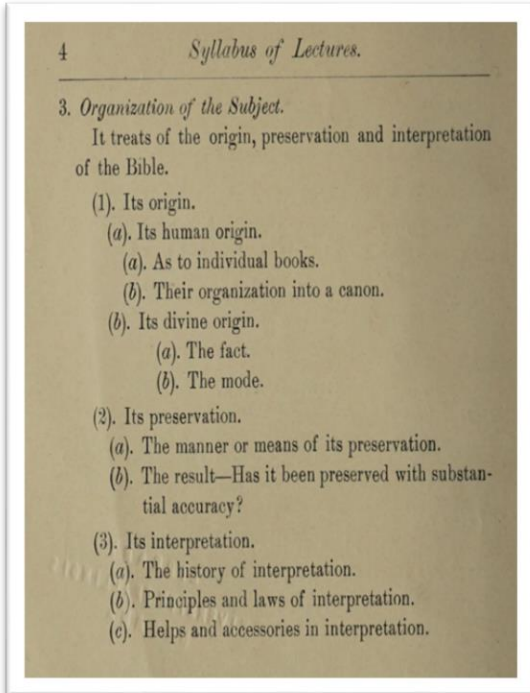 4 Syllabus of Lectures.
3. Organization of the Subject.
It treats of the origin, preservation and interpretation
of the Bible.
(1). Its origin.
(a). Its human origin.
(a). As to individual books.
(b). Their organization into a canon.
(b). Its divine origin.
(a). The fact.
(b). The mode.
(2). Its preservation.
(a). The manner or means of its preservation.
(b). The result—Has it been preserved with substan-
tial accuracy?
(3). Its interpretation.
(a). The history of interpretation.
(b). Principles and laws of interpretation.
(c). Helps and accessories in interpretation.